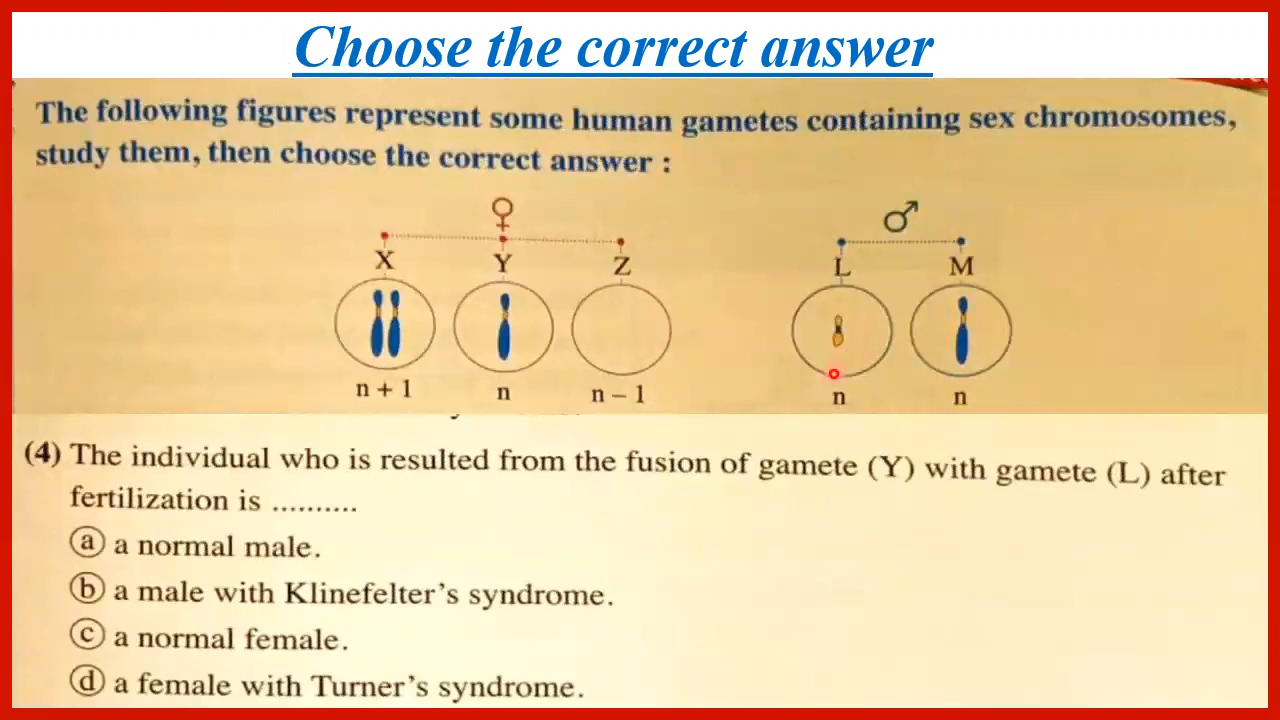 Choose the correct answer
The following figures represent some human gametes containing sex chromosomes,
study them, then choose the correct answer :
♀ ♂
X Y Z L M
n + 1 n n – 1 n n
(4) The individual who is resulted from the fusion of gamete (Y) with gamete (L) after
fertilization is ..........
ⓐ a normal male.
ⓑ a male with Klinefelter's syndrome.
ⓒ a normal female.
ⓓ a female with Turner's syndrome.